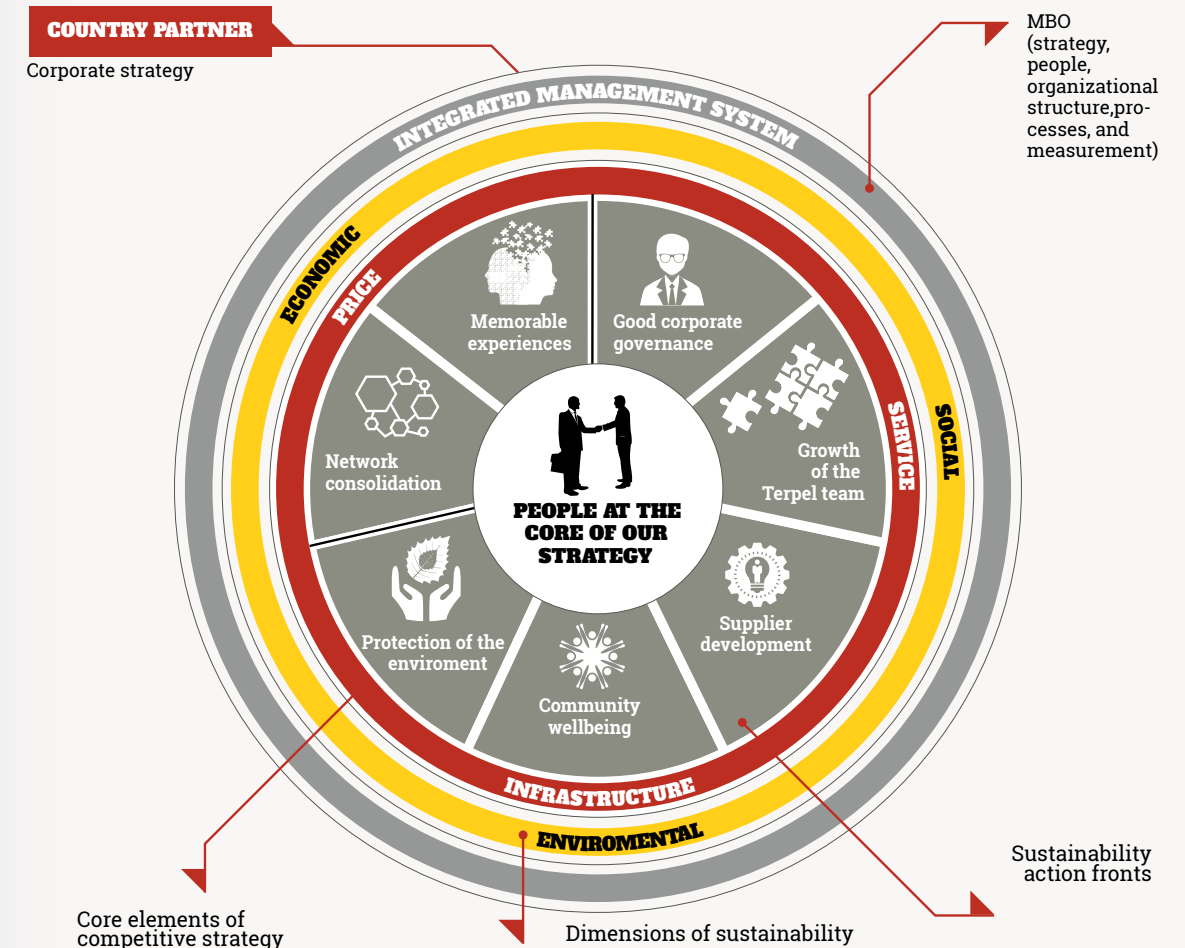 COUNTRY PARTNER
Corporate strategy
MBO
(strategy,
people,
organizational
structure,pro-
cesses, and
measurement)
INTEGRATED MANAGEMENT SYSTEM
ECONOMIC
PRICE
SERVICE
SOCIAL
Memorable
experiences
Good corporate
governance
Network
consolidation
Growth
of the
Terpel team
PEOPLE AT THE
CORE OF OUR
STRATEGY
Protection of the
enviroment
Supplier
development
Community
wellbeing
INFRASTRUCTURE
ENVIROMENTAL
Sustainability
action fronts
Core elements of
competitive strategy
Dimensions of sustainability